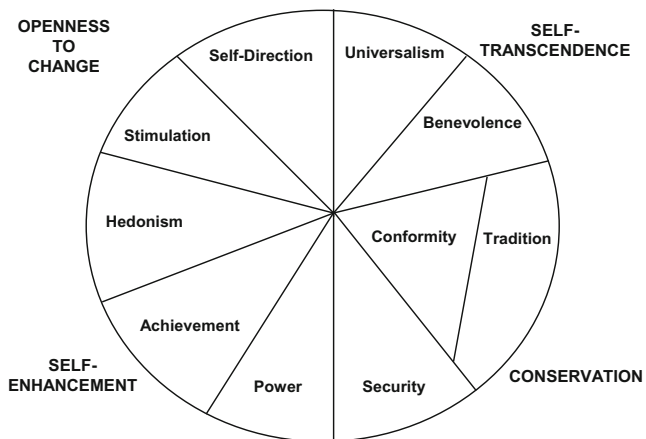 OPENNESS
TO
CHANGE
SELF-
TRANSCENDENCE
Self-Direction
Universalism
Stimulation
Benevolence
Hedonism
Conformity
Tradition
Achievement
Power
Security
SELF-
ENHANCEMENT
CONSERVATION